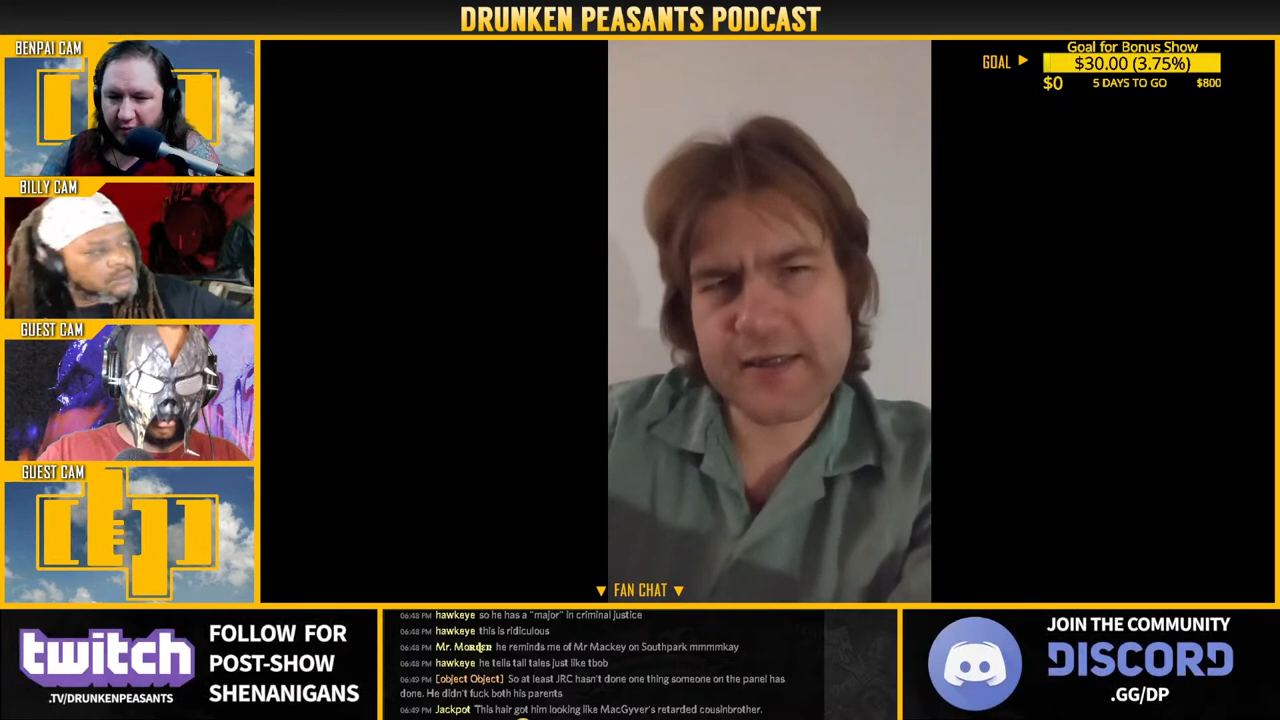 DRUNKEN PEASANTS PODCAST
BENPAI CAM
BILLY CAM
GUEST CAM
GUEST CAM
GOAL
Goal for Bonus Show
$30.00 (3.75%)
$0 5 DAYS TO GO $800
FAN CHAT
06:48 PM hawkeye so he has a "major" in criminal justice
06:48 PM hawkeye this is ridiculous
06:48 PM Mr. he reminds me of Mr Mackey on Southpark mmmmkay
06:48 PM hawkeye he tells tall tales just like tbob
06:49 PM [object Object] So at least JRC hasn't done one thing someone on the panel has
done. He didn't fuck both his parents
06:49 PM Jackpot This hair got him looking like MacGyver's retarded cousinbrother.
twitch
.TV/DRUNKENPEASANTS
FOLLOW FOR
POST-SHOW
SHENANIGANS
JOIN THE COMMUNITY
DISCORD
.GG/DP